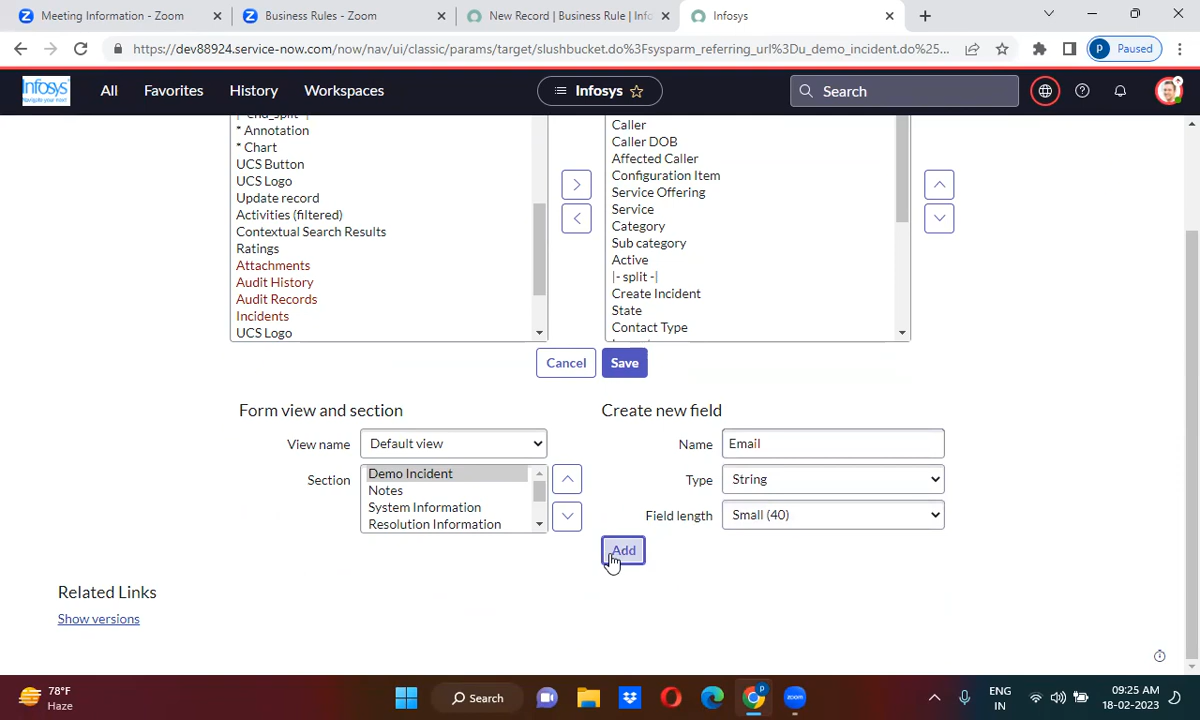 Meeting Information - Zoom
Business Rules - Zoom
New Record | Business Rule | Info
Infosys
https://dev88924.service-now.com/now/nav/ui/classic/params/target/slushbucket.do%3Fsysparm_referring_url%3Du_demo_incident.do%25...
P Paused
Infosys
Navigate your next
All
Favorites
History
Workspaces
Infosys
Search
|- end_split -|
* Annotation
* Chart
UCS Button
UCS Logo
Update record
Activities (filtered)
Contextual Search Results
Ratings
Attachments
Audit History
Audit Records
Incidents
UCS Logo
Caller
Caller DOB
Affected Caller
Configuration Item
Service Offering
Service
Category
Sub category
Active
|- split -|
Create Incident
State
Contact Type
Cancel
Save
Form view and section
View name
Default view
Section
Demo Incident
Notes
System Information
Resolution Information
Create new field
Name
Email
Type
String
Field length
Small (40)
Add
Related Links
Show versions
78°F
Haze
Search
P
zoom
ENG
IN
09:25 AM
18-02-2023